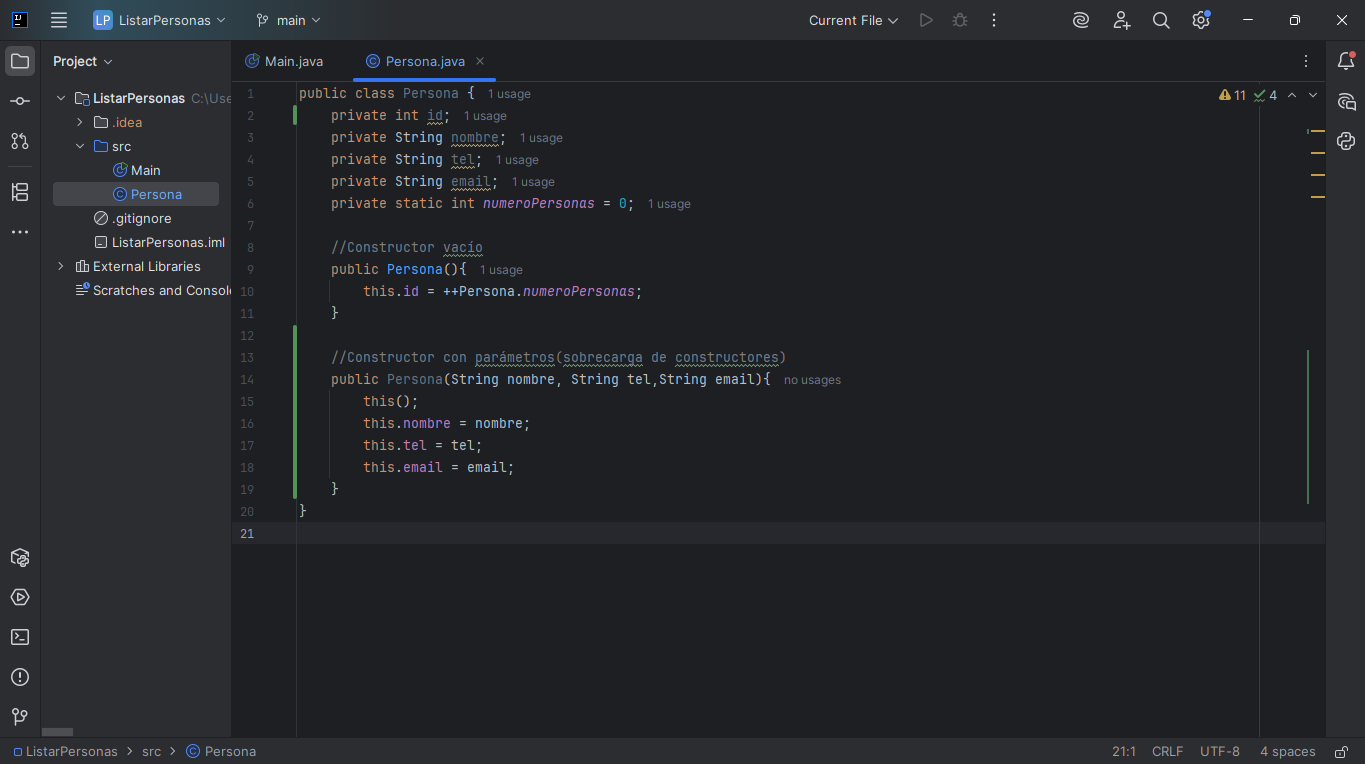 LP ListarPersonas main Current File
Project
Main.java Persona.java
ListarPersonas C:\Use
.idea
src
Main
Persona
.gitignore
ListarPersonas.iml
External Libraries
Scratches and Consol
11 4
1 public class Persona { 1 usage
2 private int id; 1 usage
3 private String nombre; 1 usage
4 private String tel; 1 usage
5 private String email; 1 usage
6 private static int numeroPersonas = 0; 1 usage
7
8 //Constructor vacío
9 public Persona(){ 1 usage
10 this.id = ++Persona.numeroPersonas;
11 }
12
13 //Constructor con parámetros(sobrecarga de constructores)
14 public Persona(String nombre, String tel,String email){ no usages
15 this();
16 this.nombre = nombre;
17 this.tel = tel;
18 this.email = email;
19 }
20 }
21
ListarPersonas > src > Persona
21:1 CRLF UTF-8 4 spaces